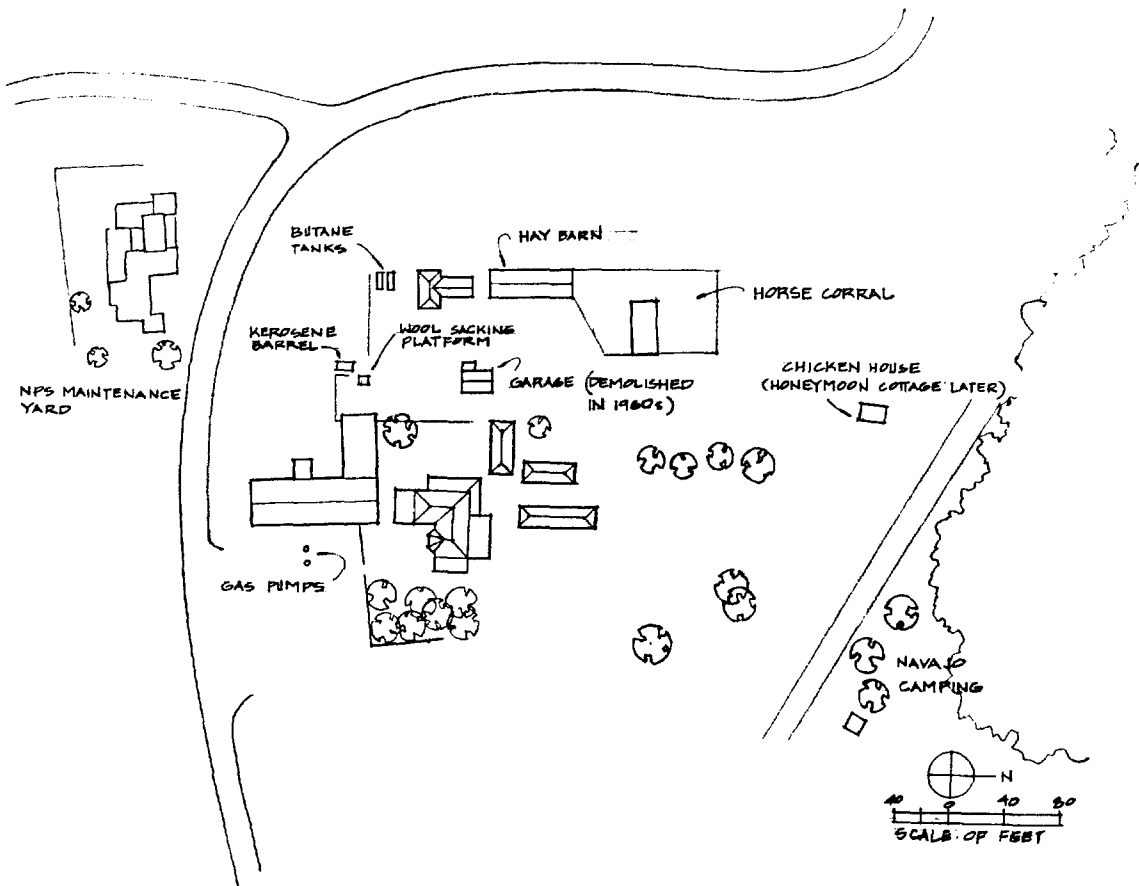 BUTANE
TANKS
HAY BARN
HORSE CORRAL
KEROSENE
BARREL
WOOL SACKING
PLATFORM
GARAGE (DEMOLISHED
IN 1960s)
CHICKEN HOUSE
(HONEYMOON COTTAGE LATER)
NPS MAINTENANCE
YARD
GAS PUMPS
NAVAJO
CAMPING
N
40 0 40 80
SCALE OF FEET